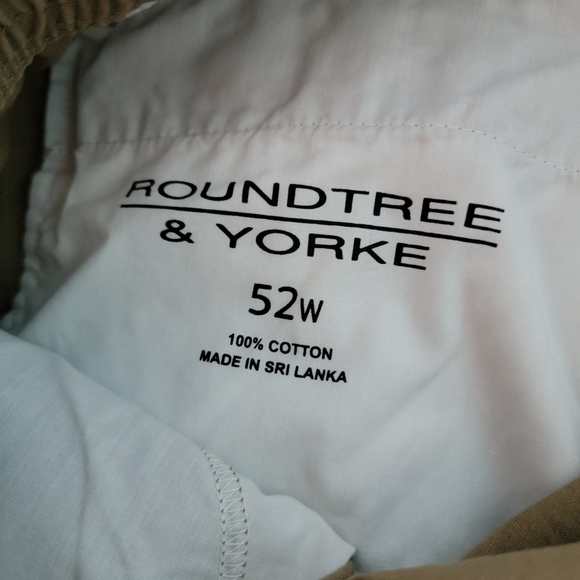 ROUNDTREE
& YORKE
52W
100% COTTON
MADE IN SRI LANKA